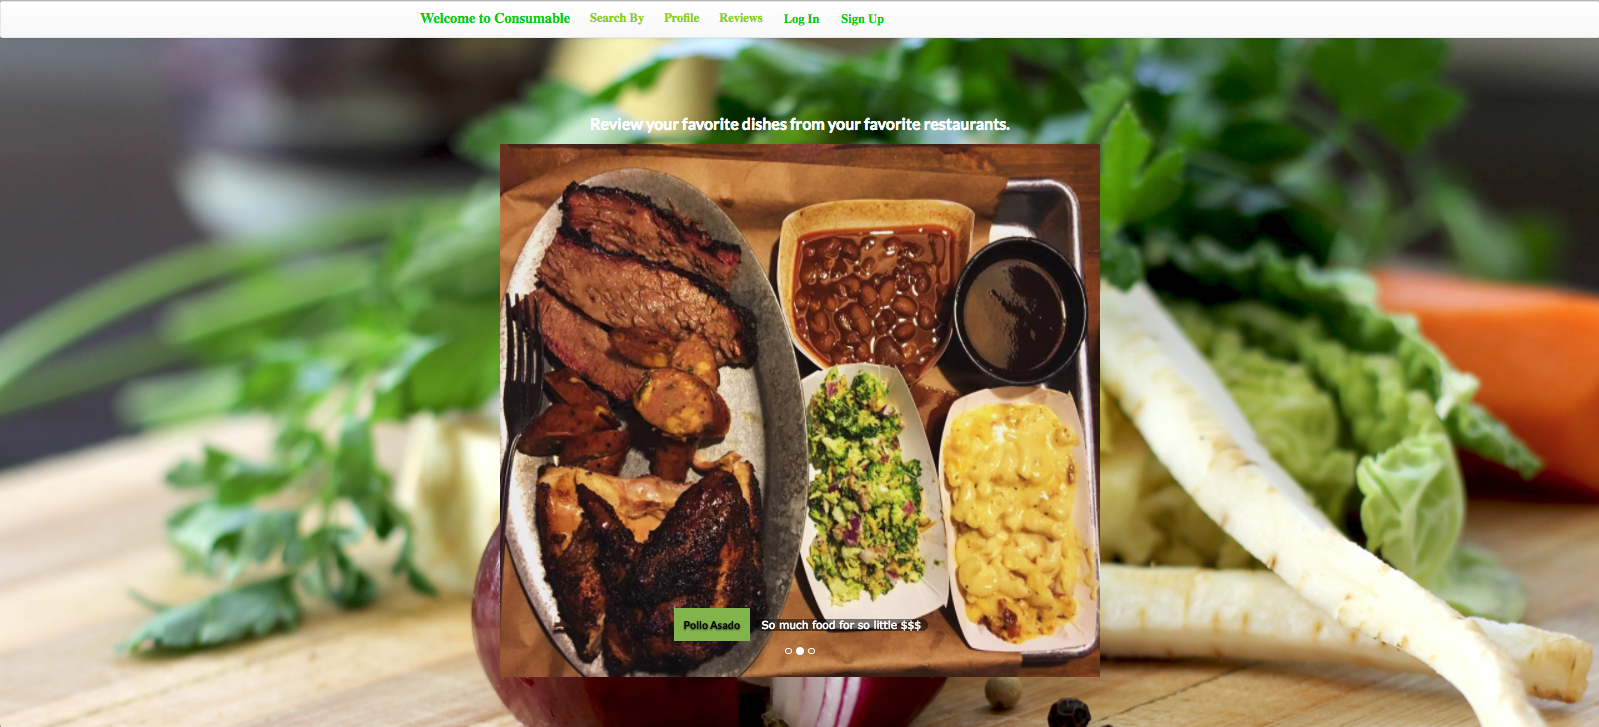 Welcome to Consumable Search By Profile Reviews Log In Sign Up
Review your favorite dishes from your favorite restaurants.
Pollo Asado So much food for so little $$$